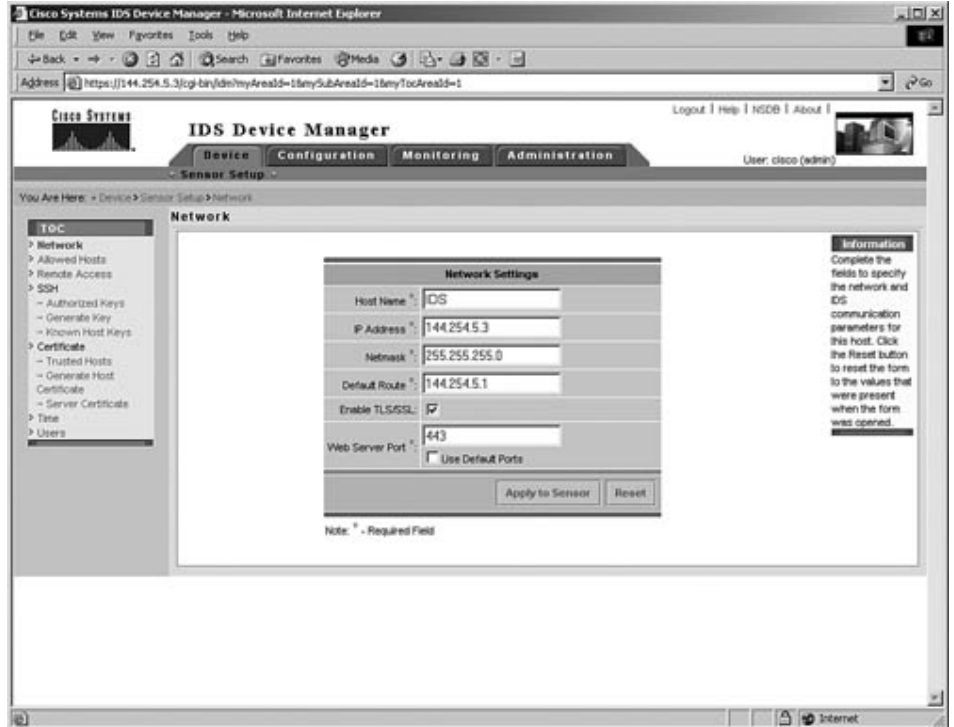 Cisco Systems IDS Device Manager - Microsoft Internet Explorer
File Edit View Favorites Tools Help
Back Search Favorites Media
Address https://144.254.5.3/cgi-bin/idm?myAreaId=1&mySubAreaId=1&myTocAreaId=1 Go
CISCO SYSTEMS
IDS Device Manager
Logout | Help | NSDB | About |
Device Configuration Monitoring Administration
User: cisco (admin)
Sensor Setup
You Are Here: • Device > Sensor Setup > Network
TOC
> Network
> Allowed Hosts
> Remote Access
> SSH
– Authorized Keys
– Generate Key
– Known Host Keys
> Certificate
– Trusted Hosts
– Generate Host
Certificate
– Server Certificate
> Time
> Users
Network
Network Settings
Host Name *: IDS
IP Address *: 144.254.5.3
Netmask *: 255.255.255.0
Default Route *: 144.254.5.1
Enable TLS/SSL:
Web Server Port *: 443
Use Default Ports
Apply to Sensor Reset
Note: * - Required Field
Information
Complete the
fields to specify
the network and
IDS
communication
parameters for
this host. Click
the Reset button
to reset the form
to the values that
were present
when the form
was opened.
Internet